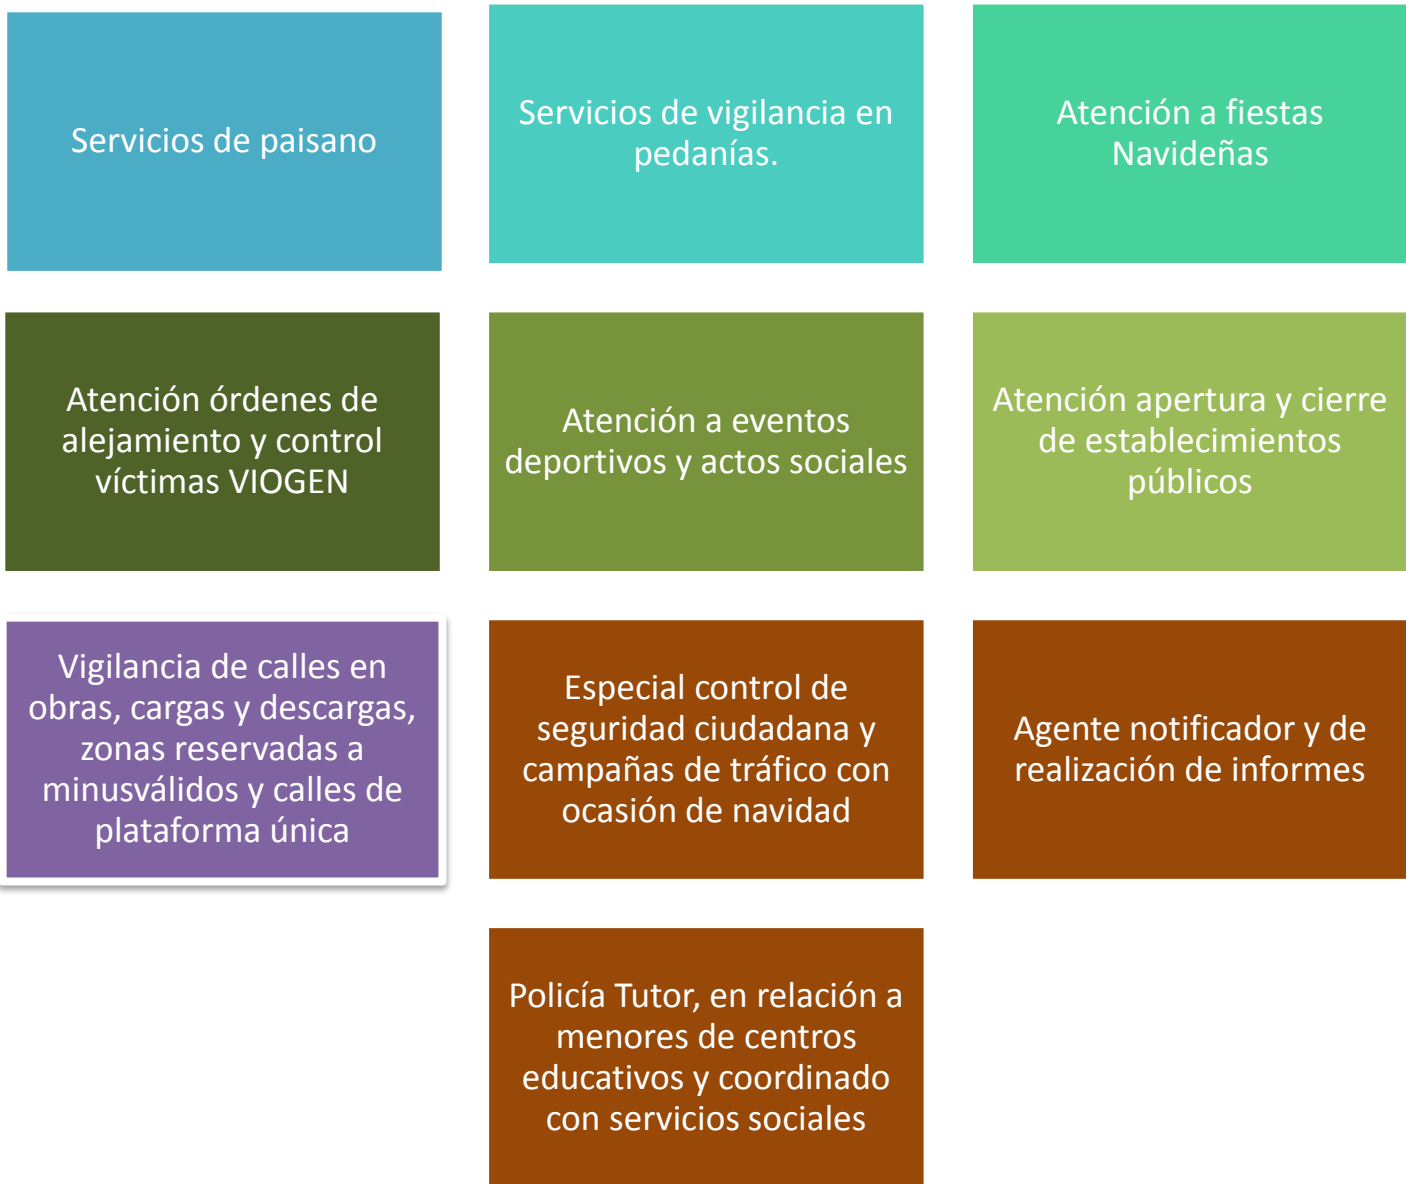 Servicios de paisano
Servicios de vigilancia en
pedanías.
Atención a fiestas
Navideñas
Atención órdenes de
alejamiento y control
víctimas VIOGEN
Atención a eventos
deportivos y actos sociales
Atención apertura y cierre
de establecimientos
públicos
Vigilancia de calles en
obras, cargas y descargas,
zonas reservadas a
minusválidos y calles de
plataforma única
Especial control de
seguridad ciudadana y
campañas de tráfico con
ocasión de navidad
Agente notificador y de
realización de informes
Policía Tutor, en relación a
menores de centros
educativos y coordinado
con servicios sociales